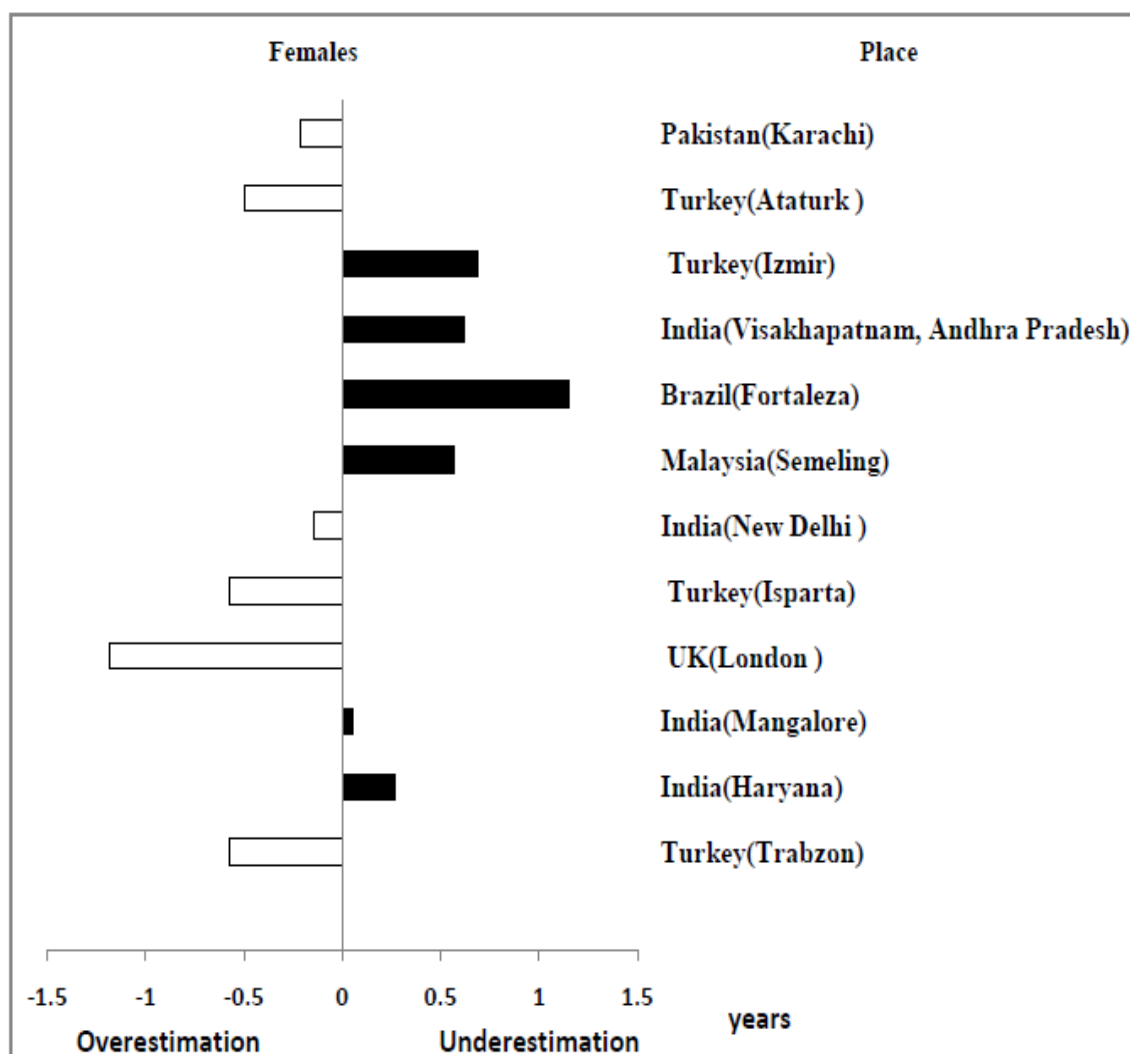 Females Place
Pakistan(Karachi)
Turkey(Ataturk )
Turkey(Izmir)
India(Visakhapatnam, Andhra Pradesh)
Brazil(Fortaleza)
Malaysia(Semeling)
India(New Delhi )
Turkey(Isparta)
UK(London )
India(Mangalore)
India(Haryana)
Turkey(Trabzon)
-1.5 -1 -0.5 0 0.5 1 1.5
years
Overestimation Underestimation